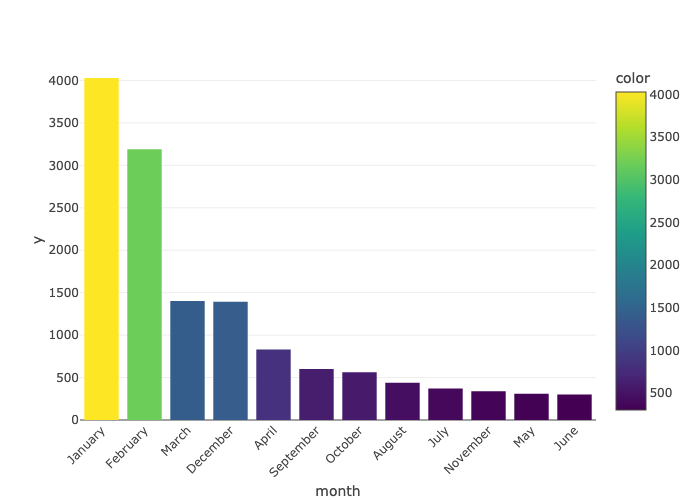 color
4000
3500
3000
2500
2000
1500
1000
500
0
y
4000
3500
3000
2500
2000
1500
1000
500
January
February
March
December
April
September
October
August
July
November
May
June
month